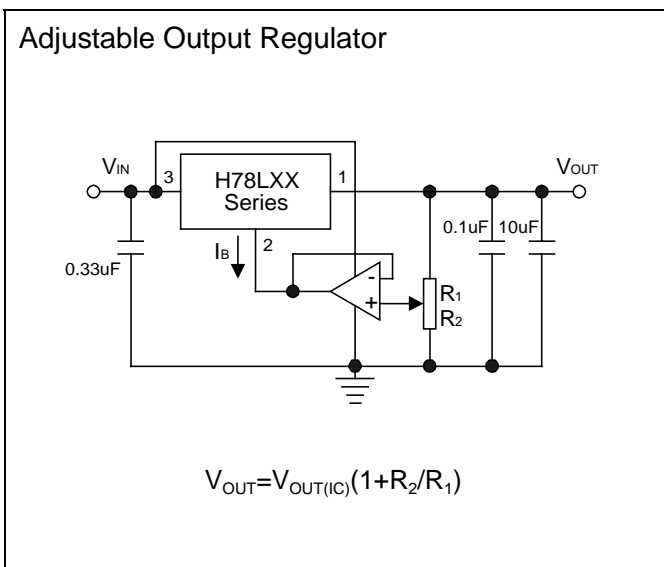 Adjustable Output Regulator
VIN
3
H78LXX
Series
1
VOUT
IB
2
0.33uF
0.1uF
10uF
-
+
R1
R2
VOUT=VOUT(IC)(1+R2/R1)